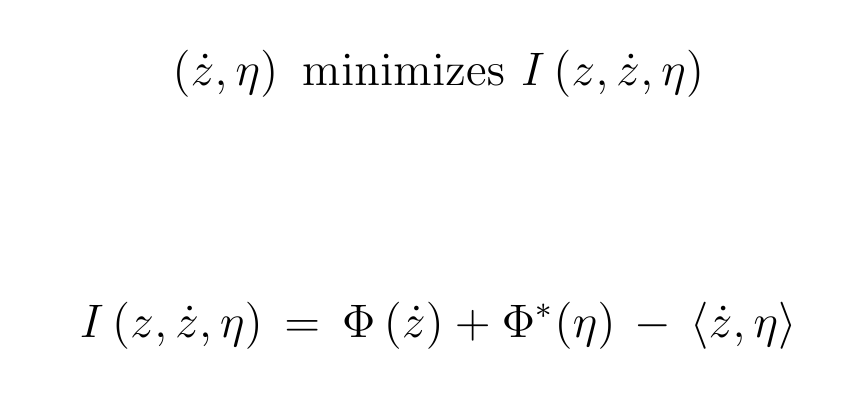 (ż, η) minimizes I (z, ż, η)
I (z, ż, η) = Φ (ż) + Φ*(η) − ⟨ż, η⟩